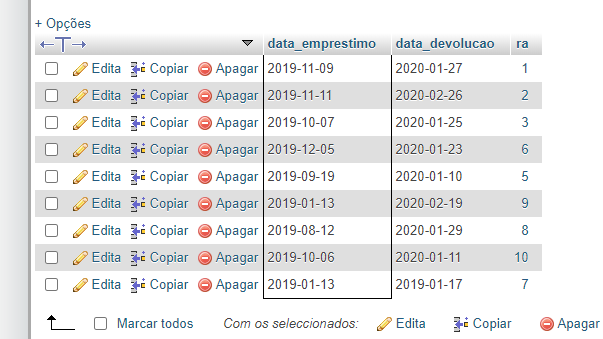 + Opções
←T→ data_emprestimo data_devolucao ra
Edita Copiar Apagar 2019-11-09 2020-01-27 1
Edita Copiar Apagar 2019-11-11 2020-02-26 2
Edita Copiar Apagar 2019-10-07 2020-01-25 3
Edita Copiar Apagar 2019-12-05 2020-01-23 6
Edita Copiar Apagar 2019-09-19 2020-01-10 5
Edita Copiar Apagar 2019-01-13 2020-02-19 9
Edita Copiar Apagar 2019-08-12 2020-01-29 8
Edita Copiar Apagar 2019-10-06 2020-01-11 10
Edita Copiar Apagar 2019-01-13 2019-01-17 7
Marcar todos Com os seleccionados: Edita Copiar Apagar